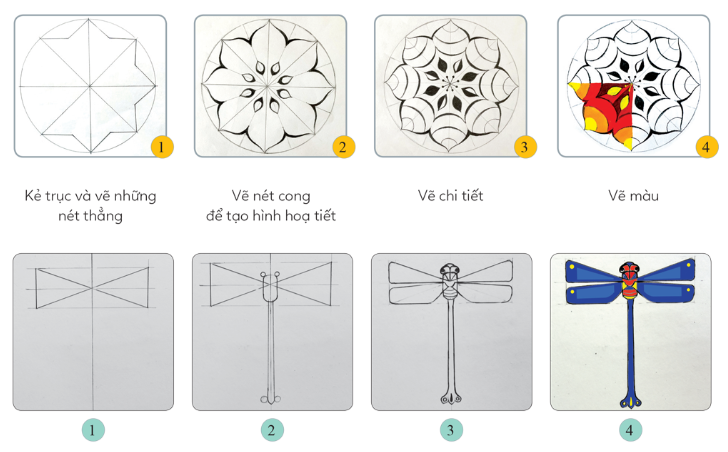 1
2
3
4
Kẻ trục và vẽ những
nét thẳng
Vẽ nét cong
để tạo hình hoạ tiết
Vẽ chi tiết
Vẽ màu
1
2
3
4